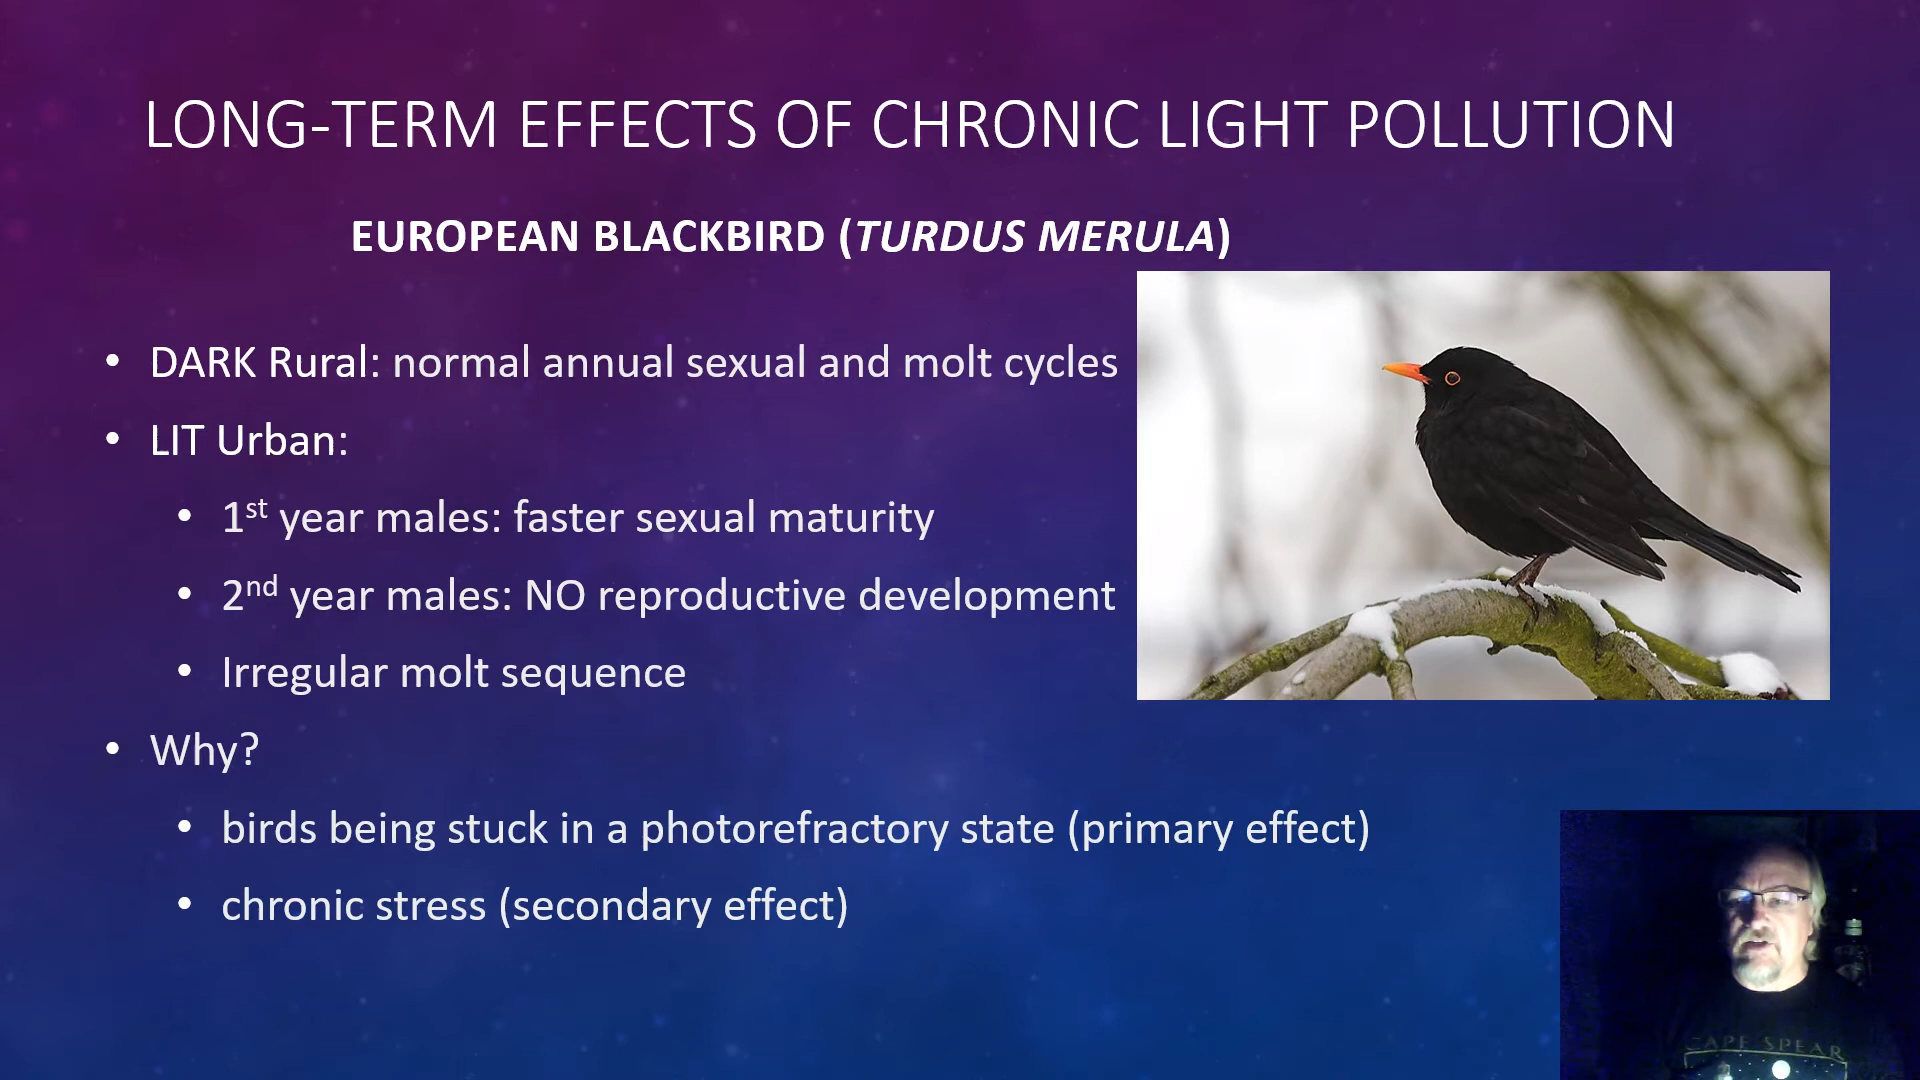 LONG-TERM EFFECTS OF CHRONIC LIGHT POLLUTION
EUROPEAN BLACKBIRD (TURDUS MERULA)
• DARK Rural: normal annual sexual and molt cycles
• LIT Urban:
• 1st year males: faster sexual maturity
• 2nd year males: NO reproductive development
• Irregular molt sequence
• Why?
• birds being stuck in a photorefractory state (primary effect)
• chronic stress (secondary effect)
CAPE SPEAR